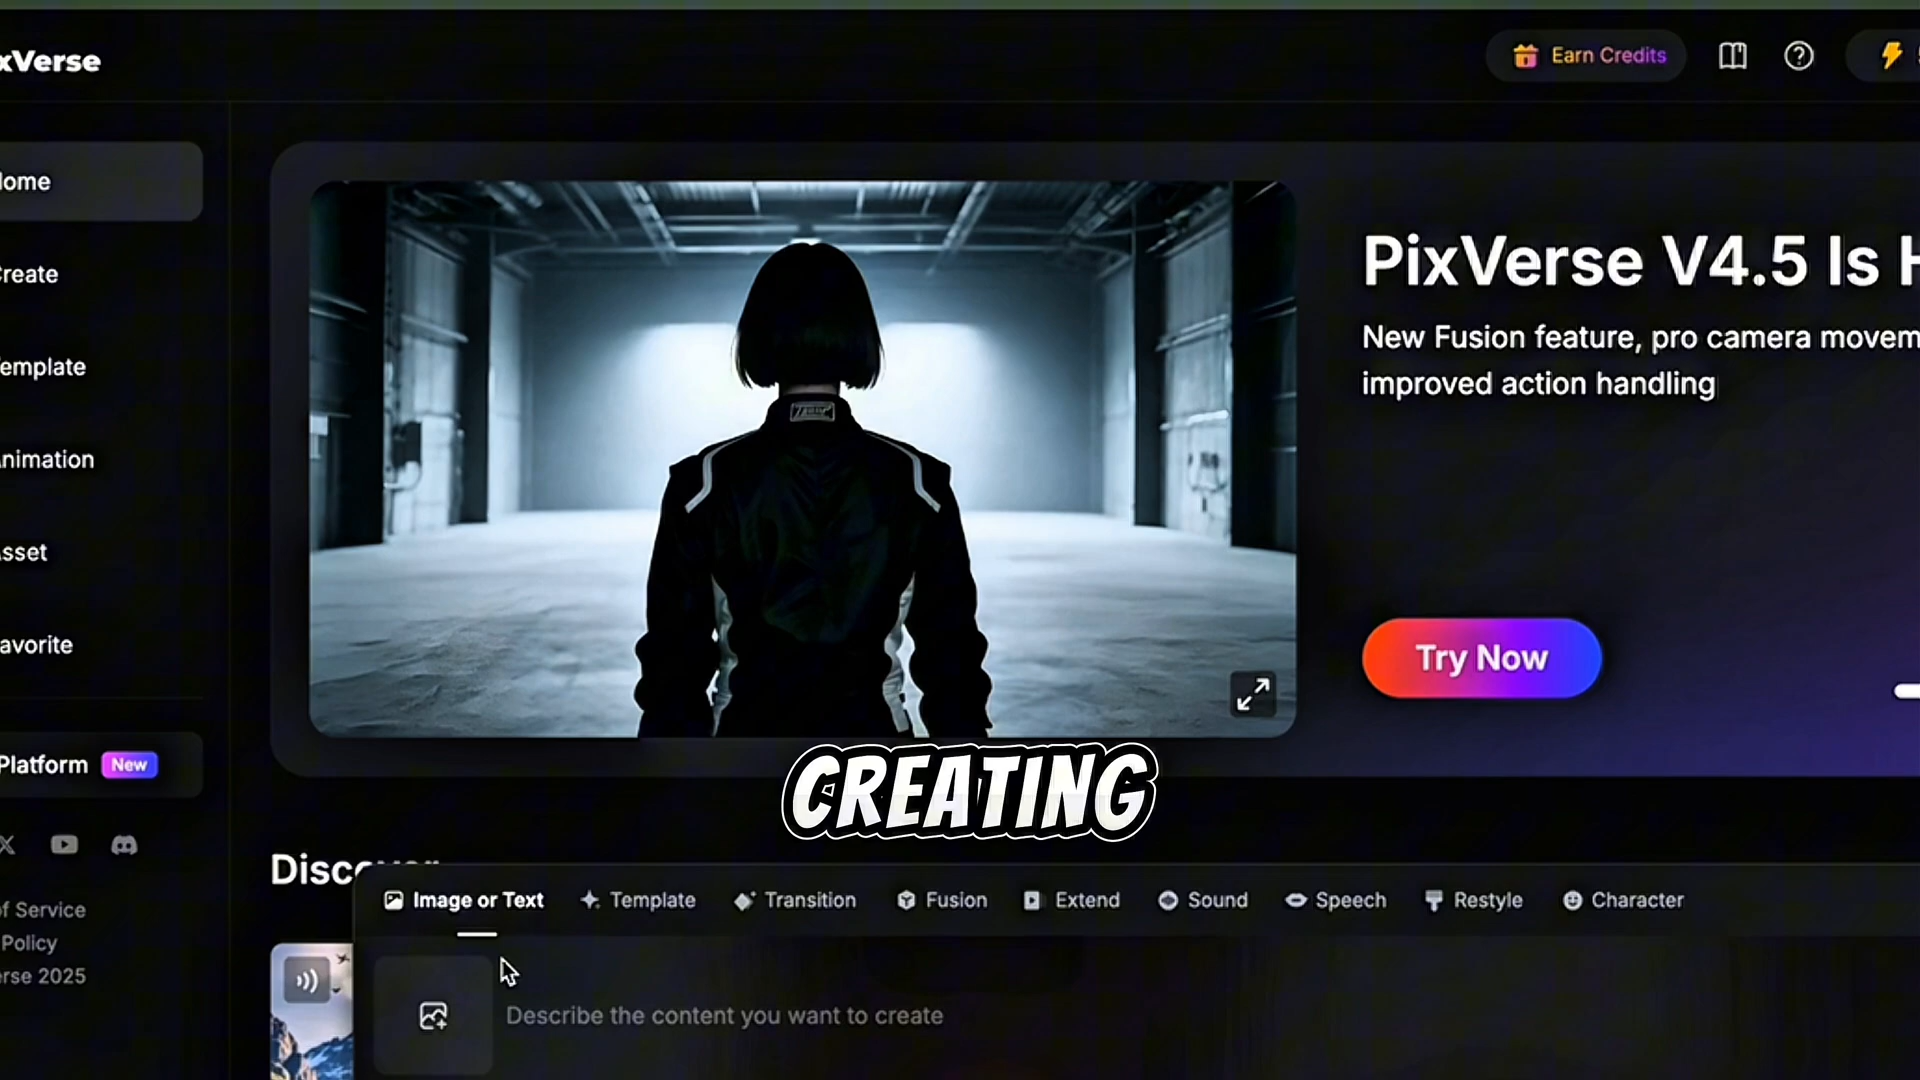 xVerse
Earn Credits
ome
reate
emplate
nimation
sset
avorite
Platform New
f Service
Policy
erse 2025
PixVerse V4.5 Is H
New Fusion feature, pro camera movem
improved action handling
Try Now
CREATING
Discover
Image or Text Template Transition Fusion Extend Sound Speech Restyle Character
Describe the content you want to create